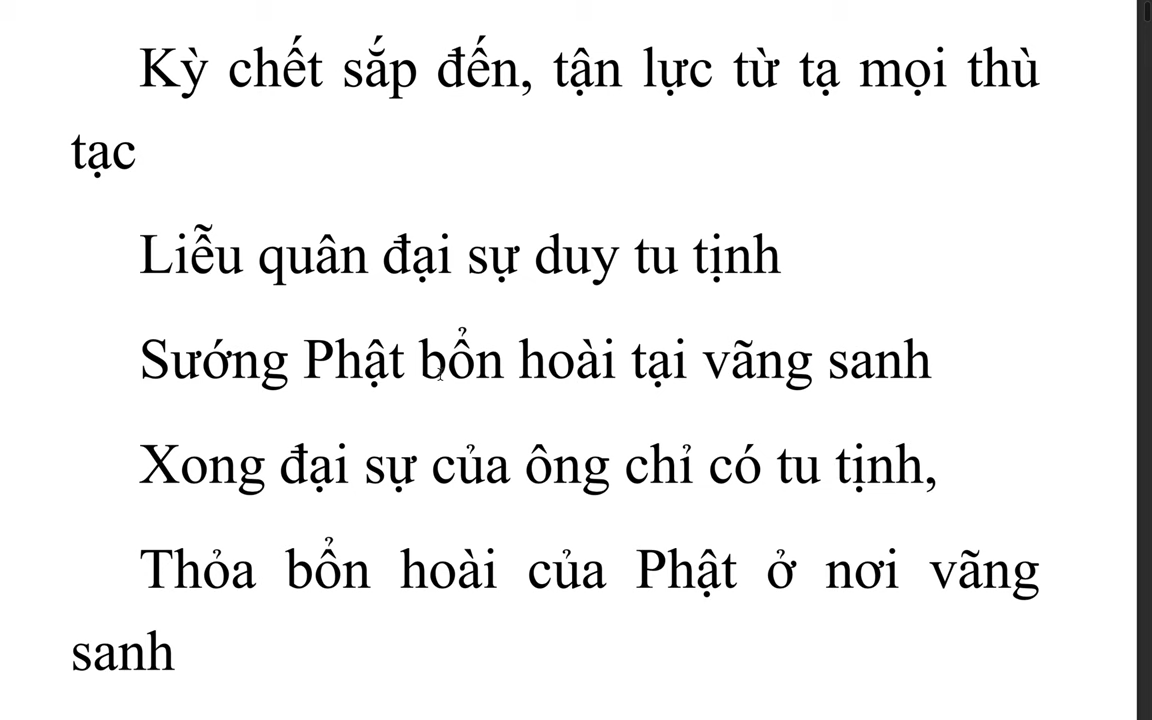 Kỳ chết sắp đến, tận lực từ tạ mọi thù
tạc
Liễu quân đại sự duy tu tịnh
Sướng Phật bổn hoài tại vãng sanh
Xong đại sự của ông chỉ có tu tịnh,
Thỏa bổn hoài của Phật ở nơi vãng
sanh